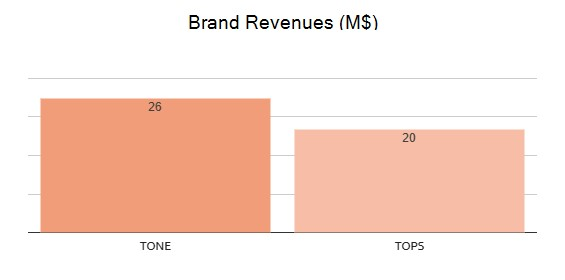 Brand Revenues (M$)
26
20
TONE
TOPS